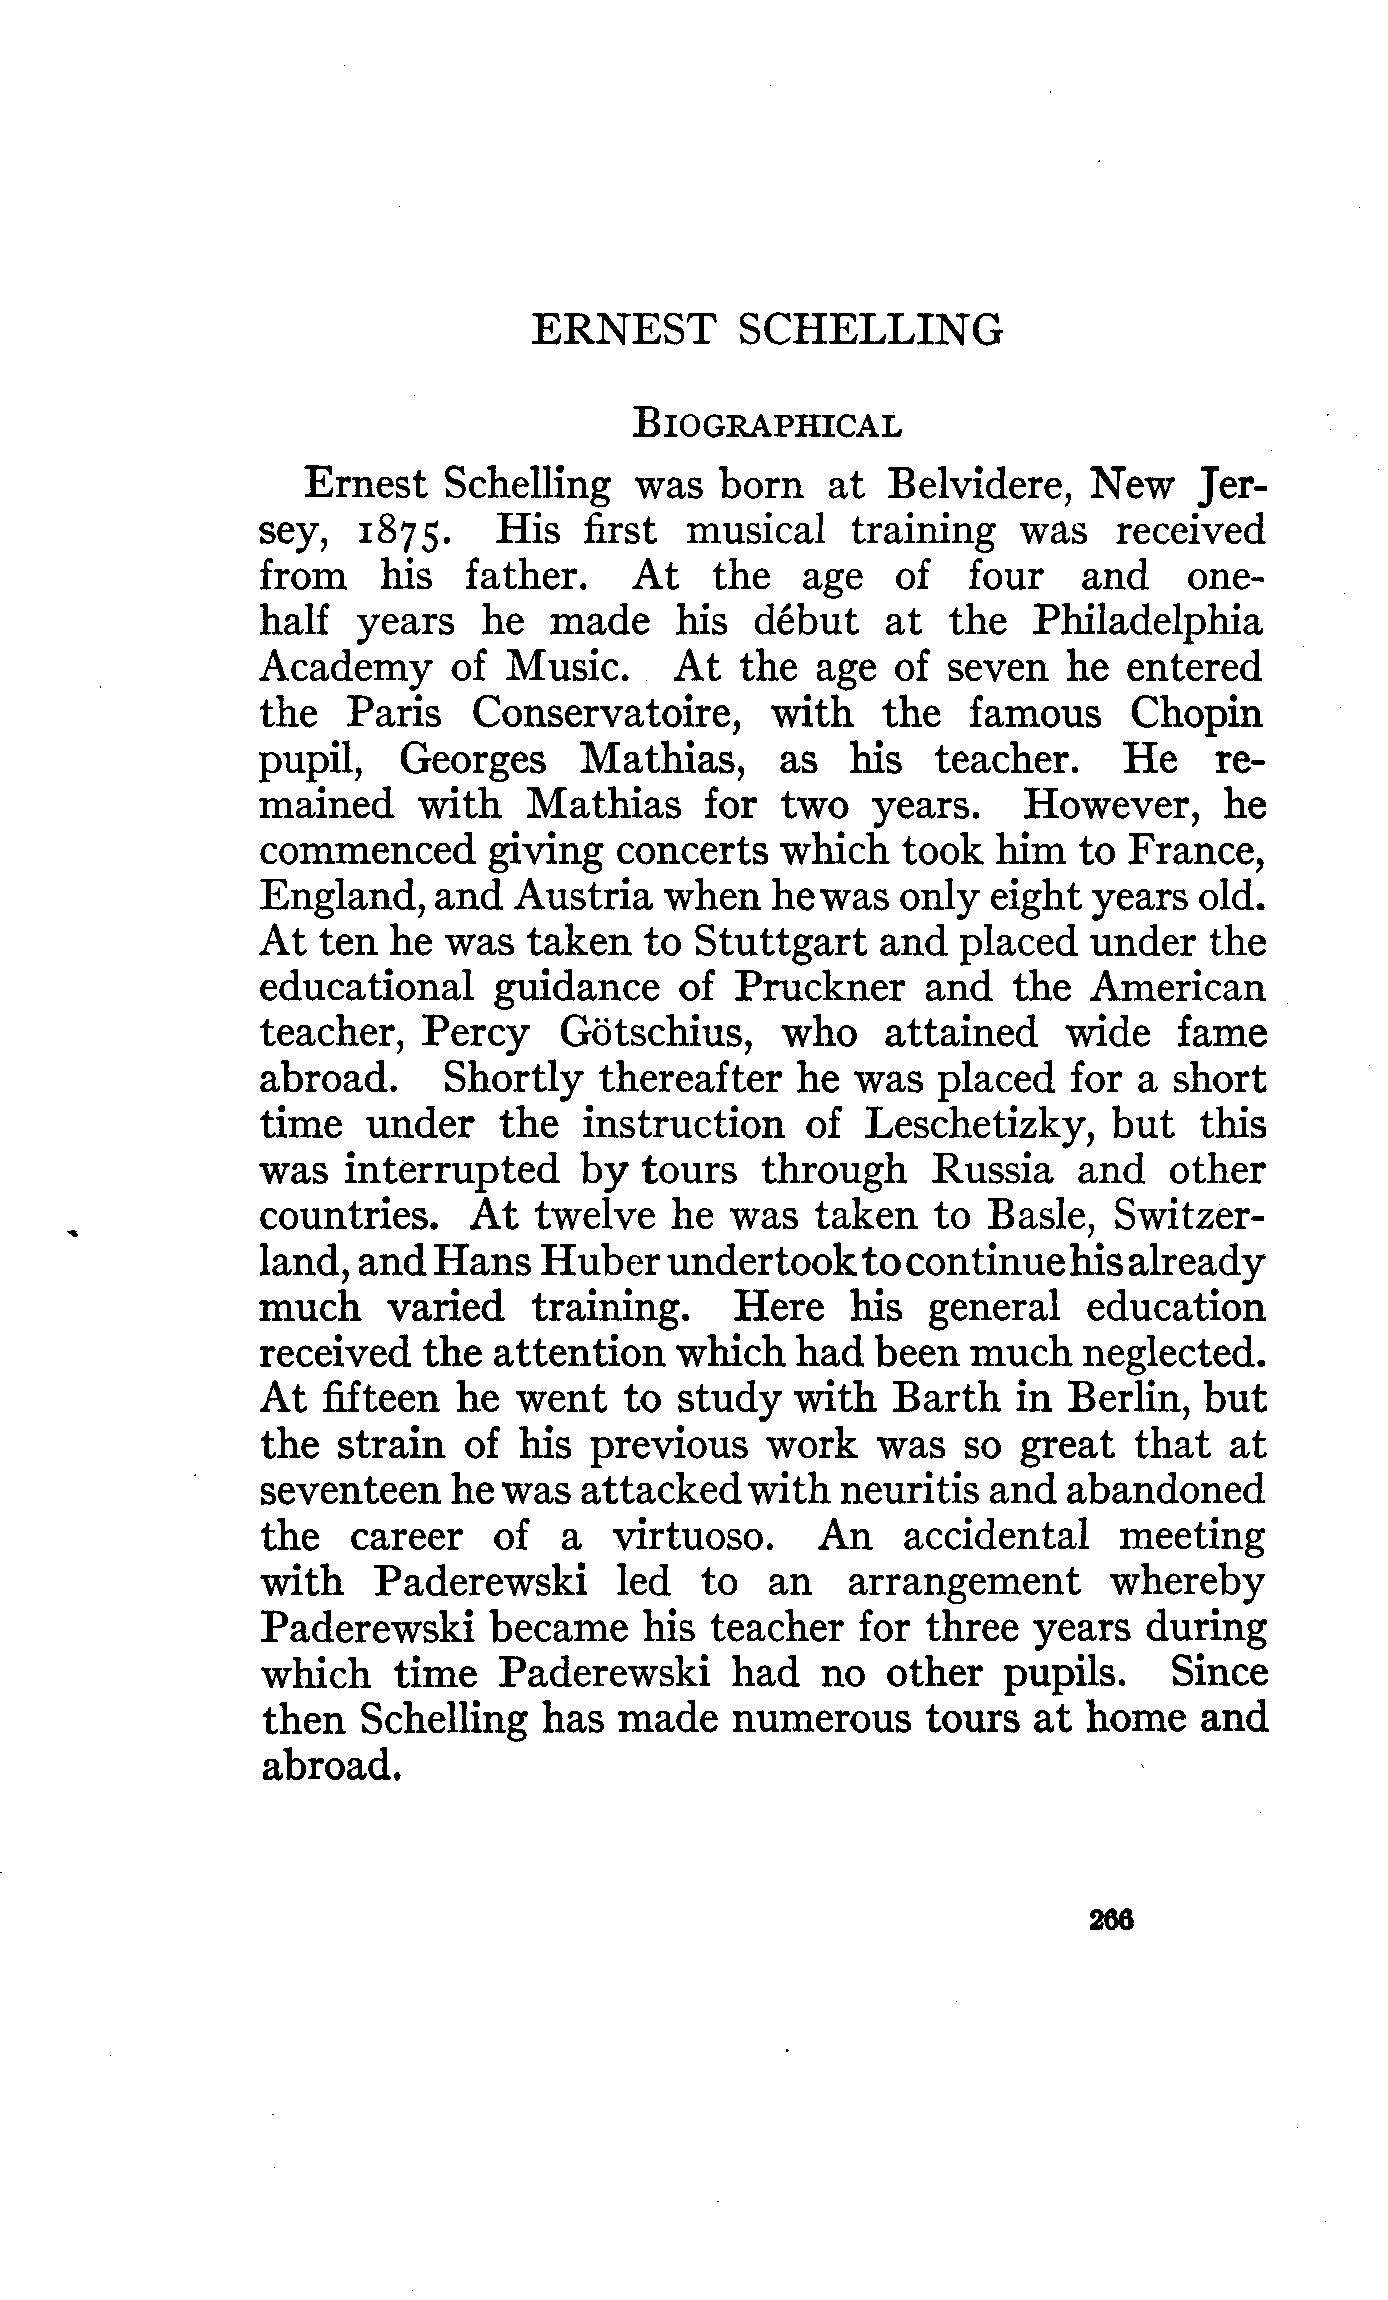 ERNEST SCHELLING
BIOGRAPHICAL
Ernest Schelling was born at Belvidere, New Jer-
sey, 1875. His first musical training was received
from his father. At the age of four and one-
half years he made his début at the Philadelphia
Academy of Music. At the age of seven he entered
the Paris Conservatoire, with the famous Chopin
pupil, Georges Mathias, as his teacher. He re-
mained with Mathias for two years. However, he
commenced giving concerts which took him to France,
England, and Austria when he was only eight years old.
At ten he was taken to Stuttgart and placed under the
educational guidance of Pruckner and the American
teacher, Percy Götschius, who attained wide fame
abroad. Shortly thereafter he was placed for a short
time under the instruction of Leschetizky, but this
was interrupted by tours through Russia and other
countries. At twelve he was taken to Basle, Switzer-
land, and Hans Huber undertook to continue his already
much varied training. Here his general education
received the attention which had been much neglected.
At fifteen he went to study with Barth in Berlin, but
the strain of his previous work was so great that at
seventeen he was attacked with neuritis and abandoned
the career of a virtuoso. An accidental meeting
with Paderewski led to an arrangement whereby
Paderewski became his teacher for three years during
which time Paderewski had no other pupils. Since
then Schelling has made numerous tours at home and
abroad.
266